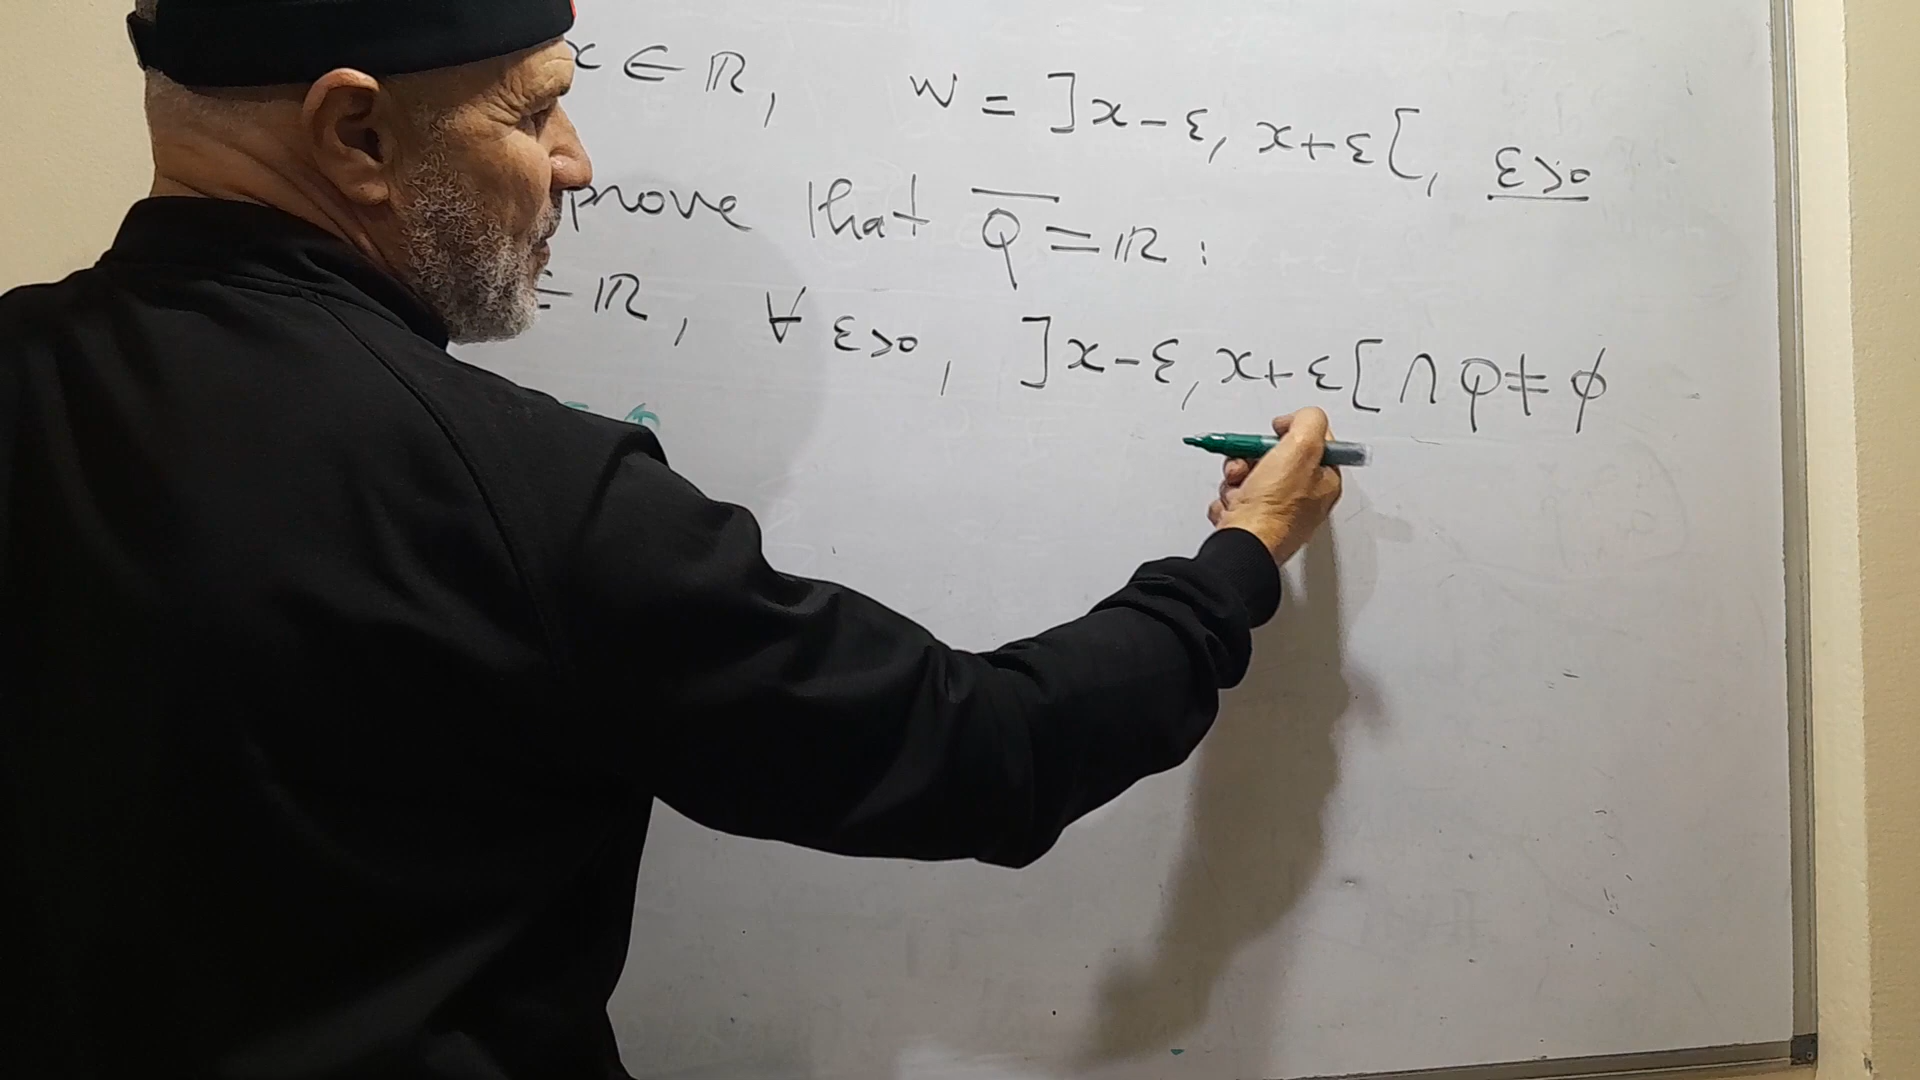 x ∈ ℝ, W = ]x-ε, x+ε[, ε>0
prove that Q̅ = ℝ :
∈ ℝ, ∀ ε>0, ]x-ε, x+ε[ ∩ Q ≠ ϕ